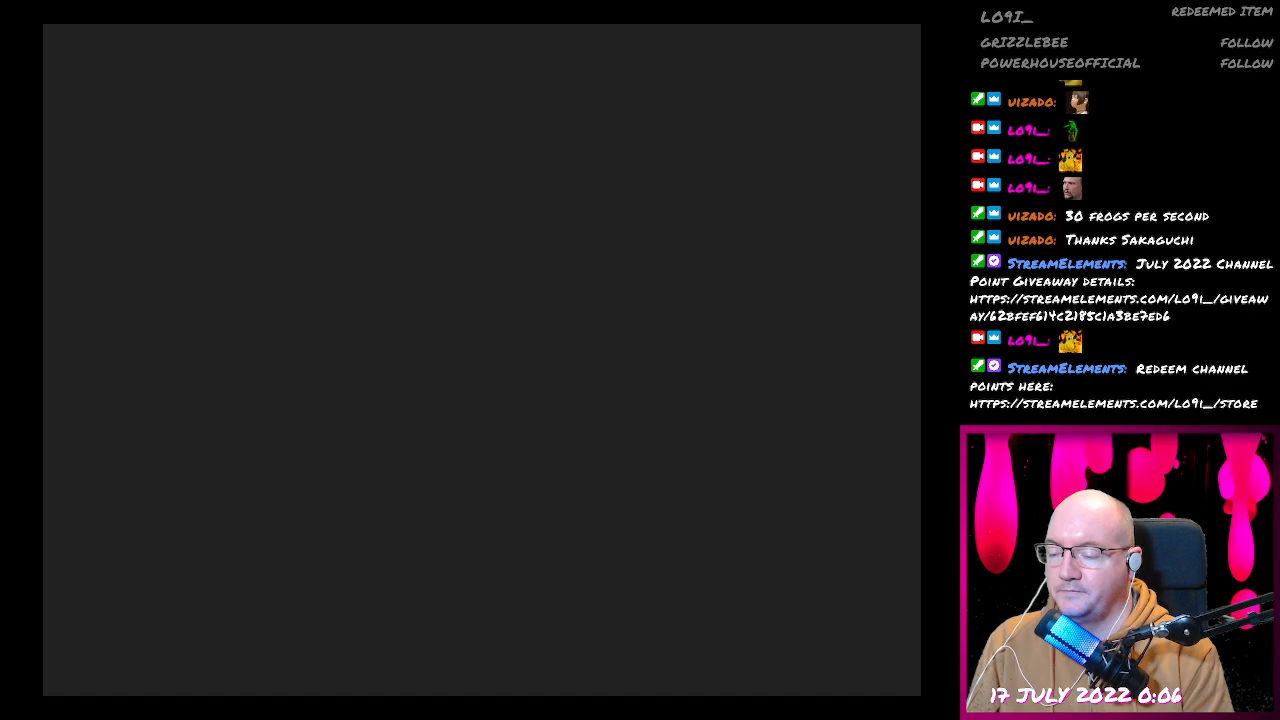 LO9I_ REDEEMED ITEM
GRIZZLEBEE FOLLOW
POWERHOUSEOFFICIAL FOLLOW
VIZADO:
LO9I_:
LO9I_:
LO9I_:
VIZADO: 30 FROGS PER SECOND
VIZADO: THANKS SAKAGUCHI
STREAMELEMENTS: JULY 2022 CHANNEL
POINT GIVEAWAY DETAILS:
HTTPS://STREAMELEMENTS.COM/LO9I_/GIVEAW
AY/62BFEF614C2185C1A3BE7ED6
LO9I_:
STREAMELEMENTS: REDEEM CHANNEL
POINTS HERE:
HTTPS://STREAMELEMENTS.COM/LO9I_/STORE
17 JULY 2022 0:06